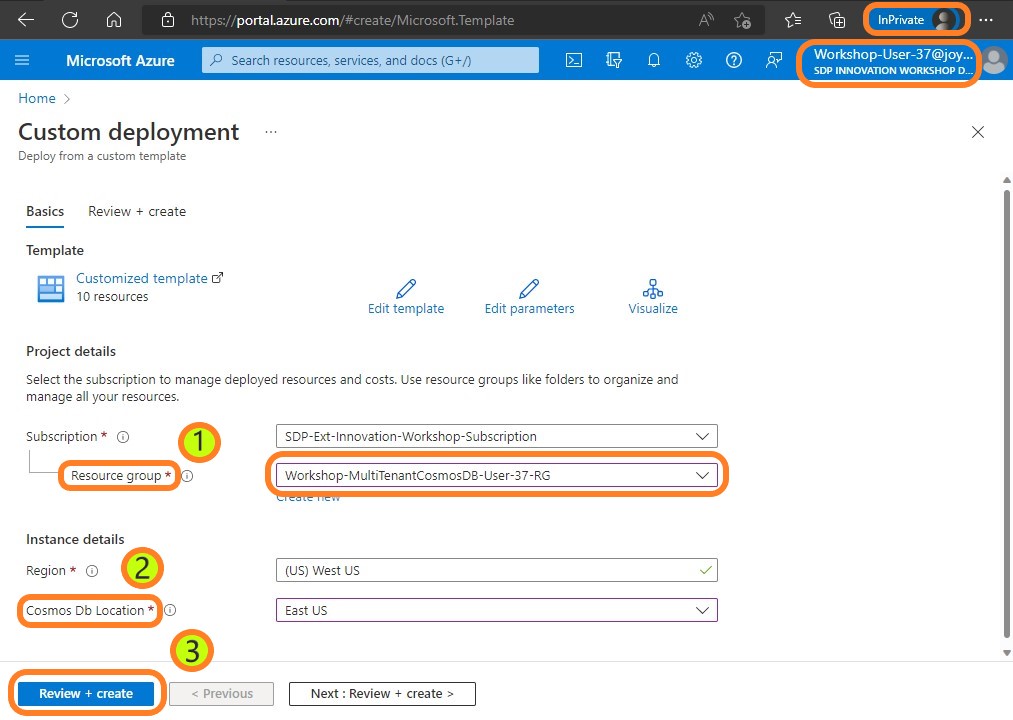 https://portal.azure.com/#create/Microsoft.Template
InPrivate
Microsoft Azure
Search resources, services, and docs (G+/)
Workshop-User-37@joy...
SDP INNOVATION WORKSHOP D...
Home >
Custom deployment ...
Deploy from a custom template
Basics
Review + create
Template
Customized template
10 resources
Edit template
Edit parameters
Visualize
Project details
Select the subscription to manage deployed resources and costs. Use resource groups like folders to organize and
manage all your resources.
Subscription *
1
SDP-Ext-Innovation-Workshop-Subscription
Resource group *
Workshop-MultiTenantCosmosDB-User-37-RG
Create new
Instance details
Region *
2
(US) West US
Cosmos Db Location *
East US
3
Review + create
< Previous
Next : Review + create >